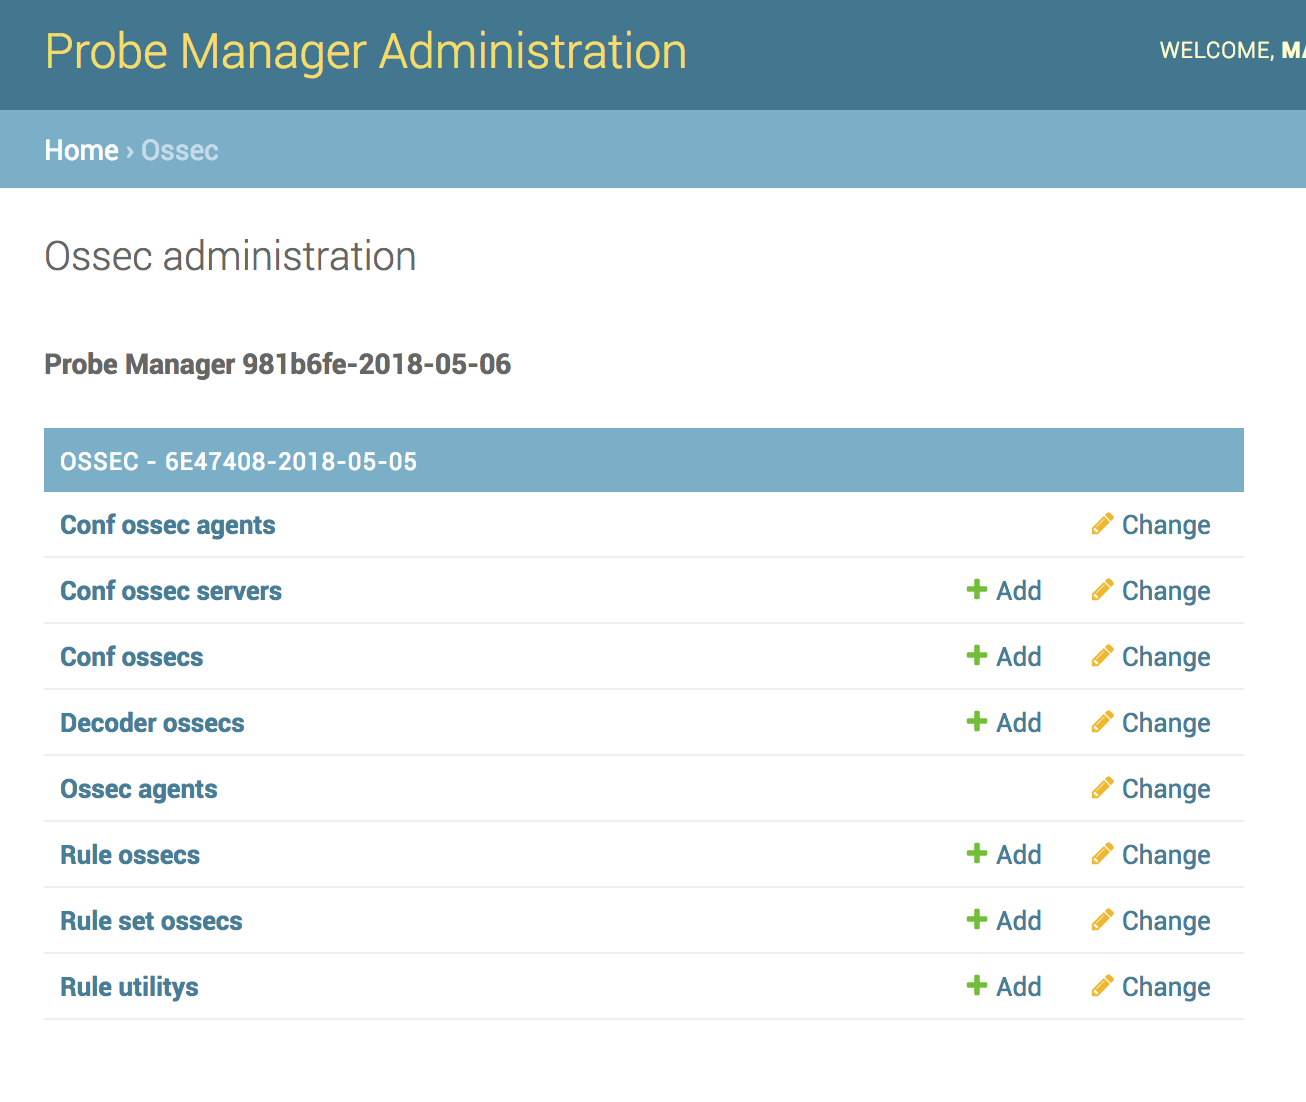 Probe Manager Administration
WELCOME,
Home › Ossec
Ossec administration
Probe Manager 981b6fe-2018-05-06
OSSEC - 6E47408-2018-05-05
Conf ossec agents Change
Conf ossec servers Add Change
Conf ossecs Add Change
Decoder ossecs Add Change
Ossec agents Change
Rule ossecs Add Change
Rule set ossecs Add Change
Rule utilitys Add Change